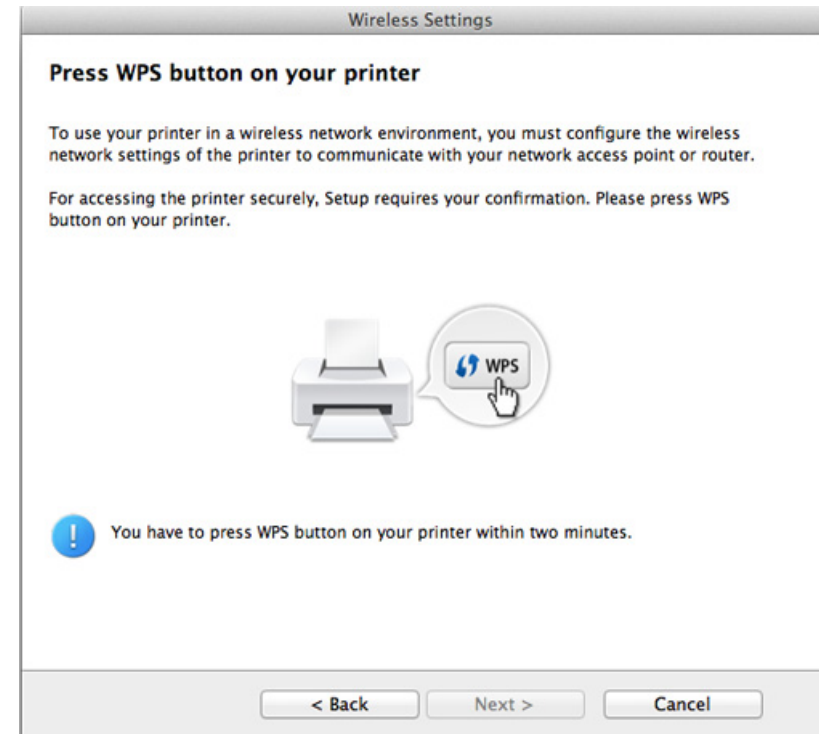 Wireless Settings
Press WPS button on your printer
To use your printer in a wireless network environment, you must configure the wireless
network settings of the printer to communicate with your network access point or router.
For accessing the printer securely, Setup requires your confirmation. Please press WPS
button on your printer.
WPS
You have to press WPS button on your printer within two minutes.
< Back
Next >
Cancel